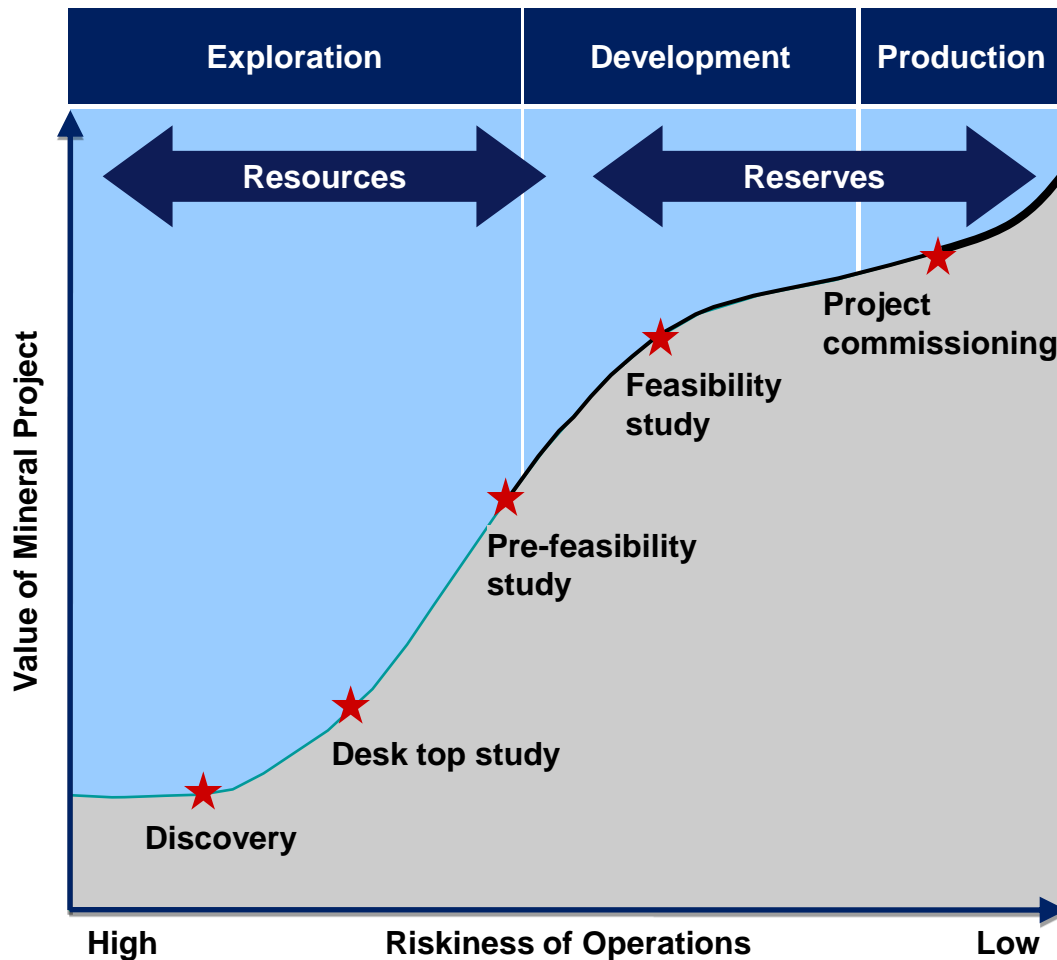 Exploration
Development
Production
Resources
Reserves
Value of Mineral Project
Project
commissioning
Feasibility
study
Pre-feasibility
study
Desk top study
Discovery
High
Riskiness of Operations
Low